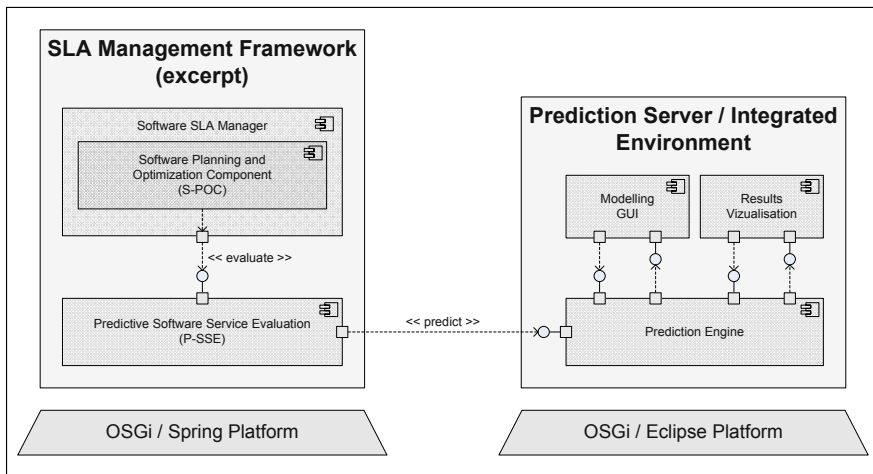 SLA Management Framework
(excerpt)
Software SLA Manager
Software Planning and
Optimization Component
(S-POC)
<< evaluate >>
Predictive Software Service Evaluation
(P-SSE)
<< predict >>
Prediction Server / Integrated
Environment
Modelling
GUI
Results
Vizualisation
Prediction Engine
OSGi / Spring Platform
OSGi / Eclipse Platform